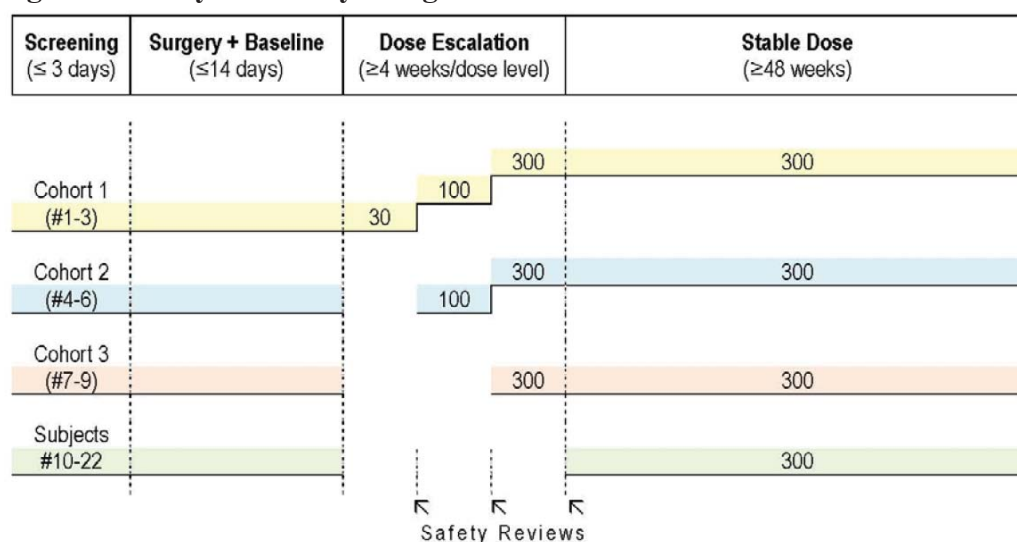 Screening Surgery + Baseline Dose Escalation Stable Dose
(≤ 3 days) (≤14 days) (≥4 weeks/dose level) (≥48 weeks)
300 300
Cohort 1 100
(#1-3) 30
Cohort 2 300 300
(#4-6) 100
Cohort 3
(#7-9) 300 300
Subjects
#10-22 300
Safety Reviews